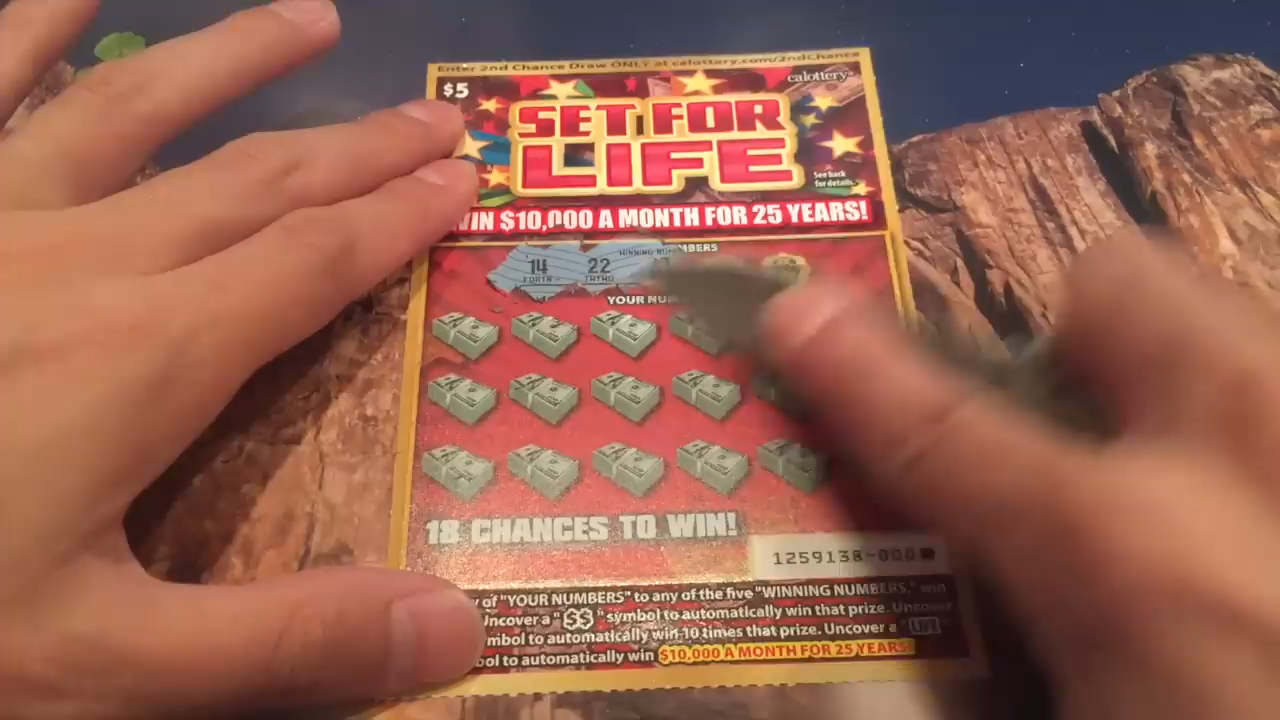 Enter 2nd Chance Draw ONLY at calottery.com/2ndchance
$5
calottery
SET FOR
LIFE
See back
for details.
WIN $10,000 A MONTH FOR 25 YEARS!
WINNING NUMBERS
14 22
YOUR
18 CHANCES TO WIN!
1259138-000
of "YOUR NUMBERS" to any of the five "WINNING NUMBERS," win
Uncover a "$$" symbol to automatically win that prize. Uncover
symbol to automatically win 10 times that prize. Uncover a "LIFE"
to automatically win $10,000 A MONTH FOR 25 YEARS!